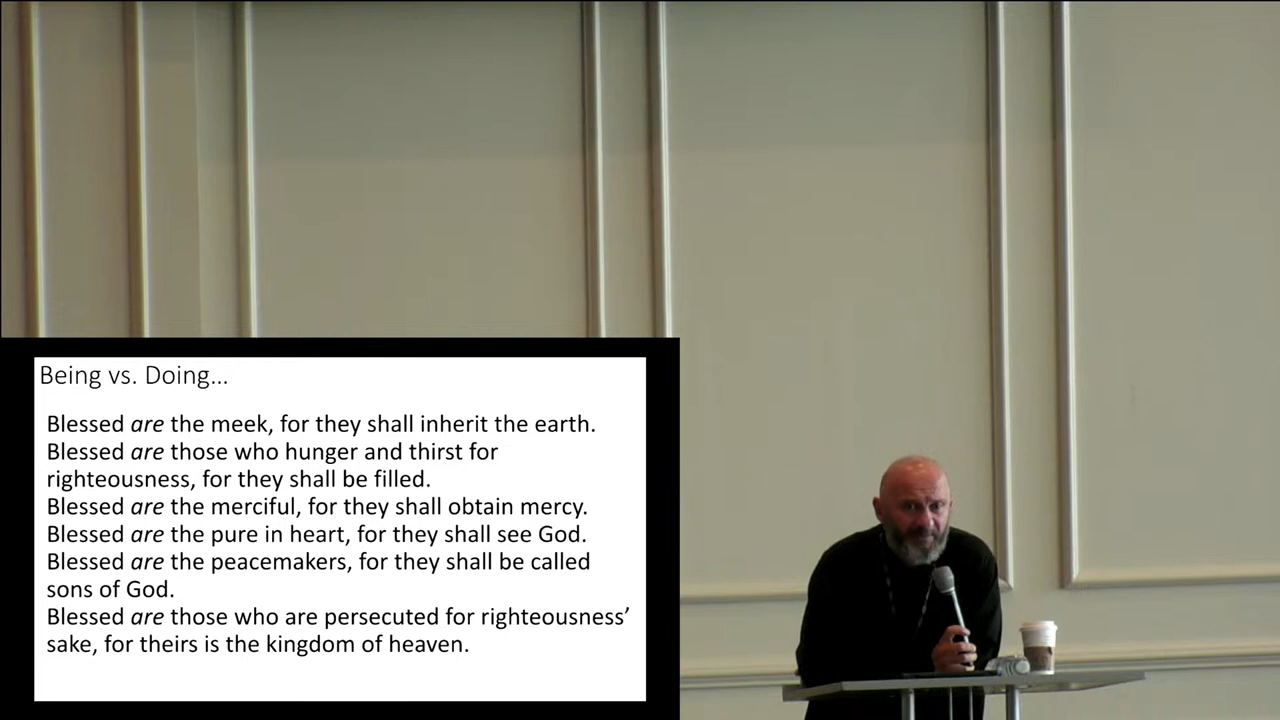 Being vs. Doing...
Blessed are the meek, for they shall inherit the earth.
Blessed are those who hunger and thirst for
righteousness, for they shall be filled.
Blessed are the merciful, for they shall obtain mercy.
Blessed are the pure in heart, for they shall see God.
Blessed are the peacemakers, for they shall be called
sons of God.
Blessed are those who are persecuted for righteousness’
sake, for theirs is the kingdom of heaven.